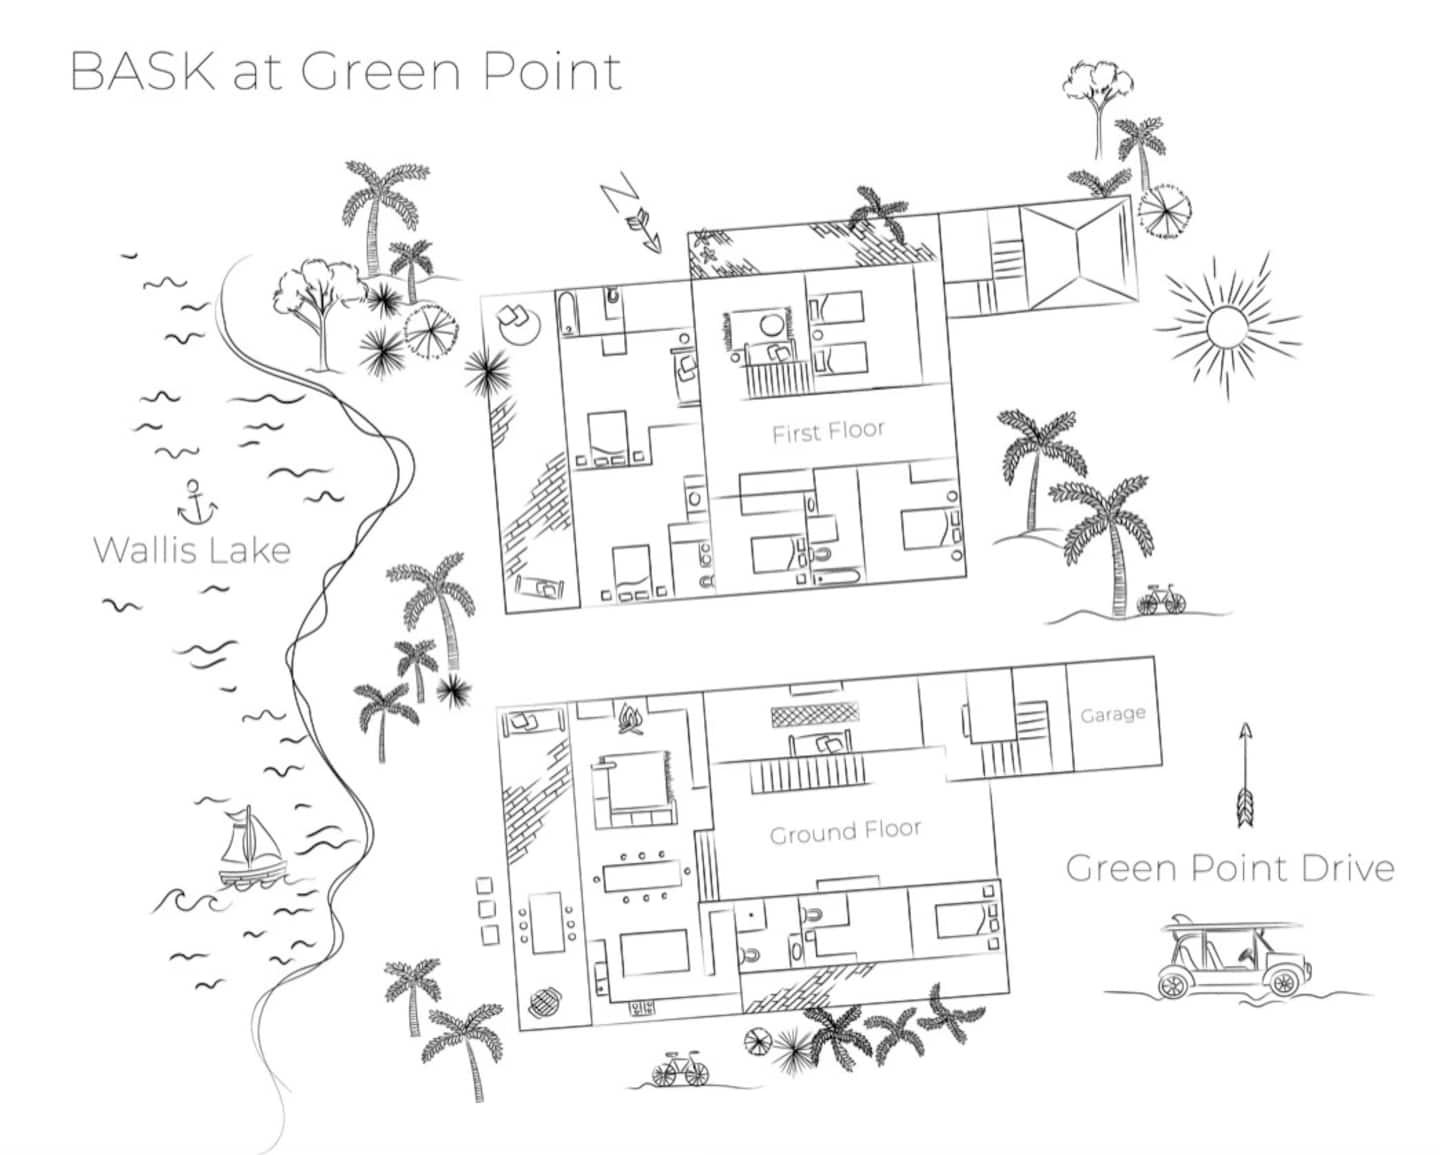 BASK at Green Point
N
First Floor
Wallis Lake
Garage
Ground Floor
Green Point Drive